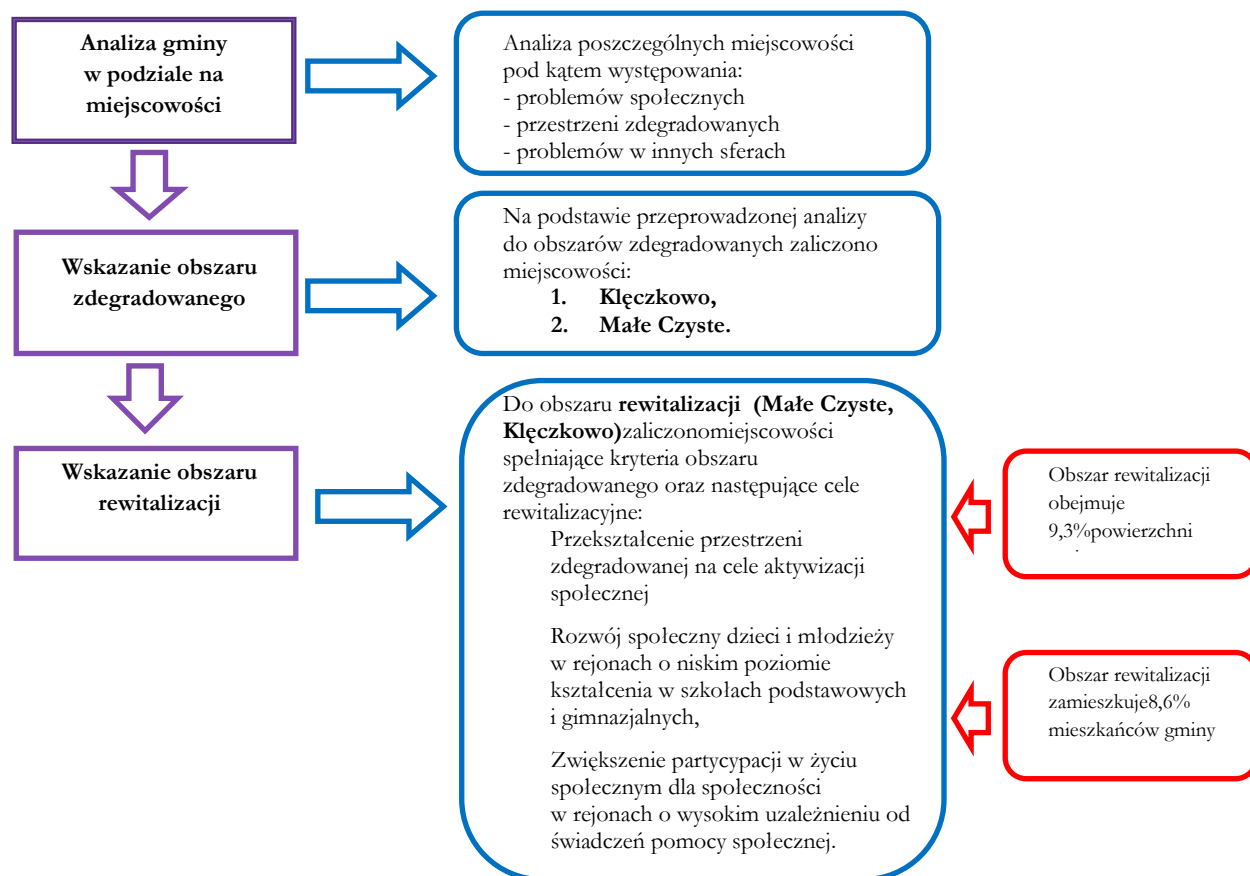 Analiza gminy
w podziale na
miejscowości
Analiza poszczególnych miejscowości
pod kątem występowania:
- problemów społecznych
- przestrzeni zdegradowanych
- problemów w innych sferach
Wskazanie obszaru
zdegradowanego
Na podstawie przeprowadzonej analizy
do obszarów zdegradowanych zaliczono
miejscowości:
1. Klęczkowo,
2. Małe Czyste.
Wskazanie obszaru
rewitalizacji
Do obszaru rewitalizacji (Małe Czyste,
Klęczkowo)zaliczonomiejscowości
spełniające kryteria obszaru
zdegradowanego oraz następujące cele
rewitalizacyjne:
Przekształcenie przestrzeni
zdegradowanej na cele aktywizacji
społecznej
Rozwój społeczny dzieci i młodzieży
w rejonach o niskim poziomie
kształcenia w szkołach podstawowych
i gimnazjalnych,
Zwiększenie partycypacji w życiu
społecznym dla społeczności
w rejonach o wysokim uzależnieniu od
świadczeń pomocy społecznej.
Obszar rewitalizacji
obejmuje
9,3%powierzchni
Obszar rewitalizacji
zamieszkuje8,6%
mieszkańców gminy